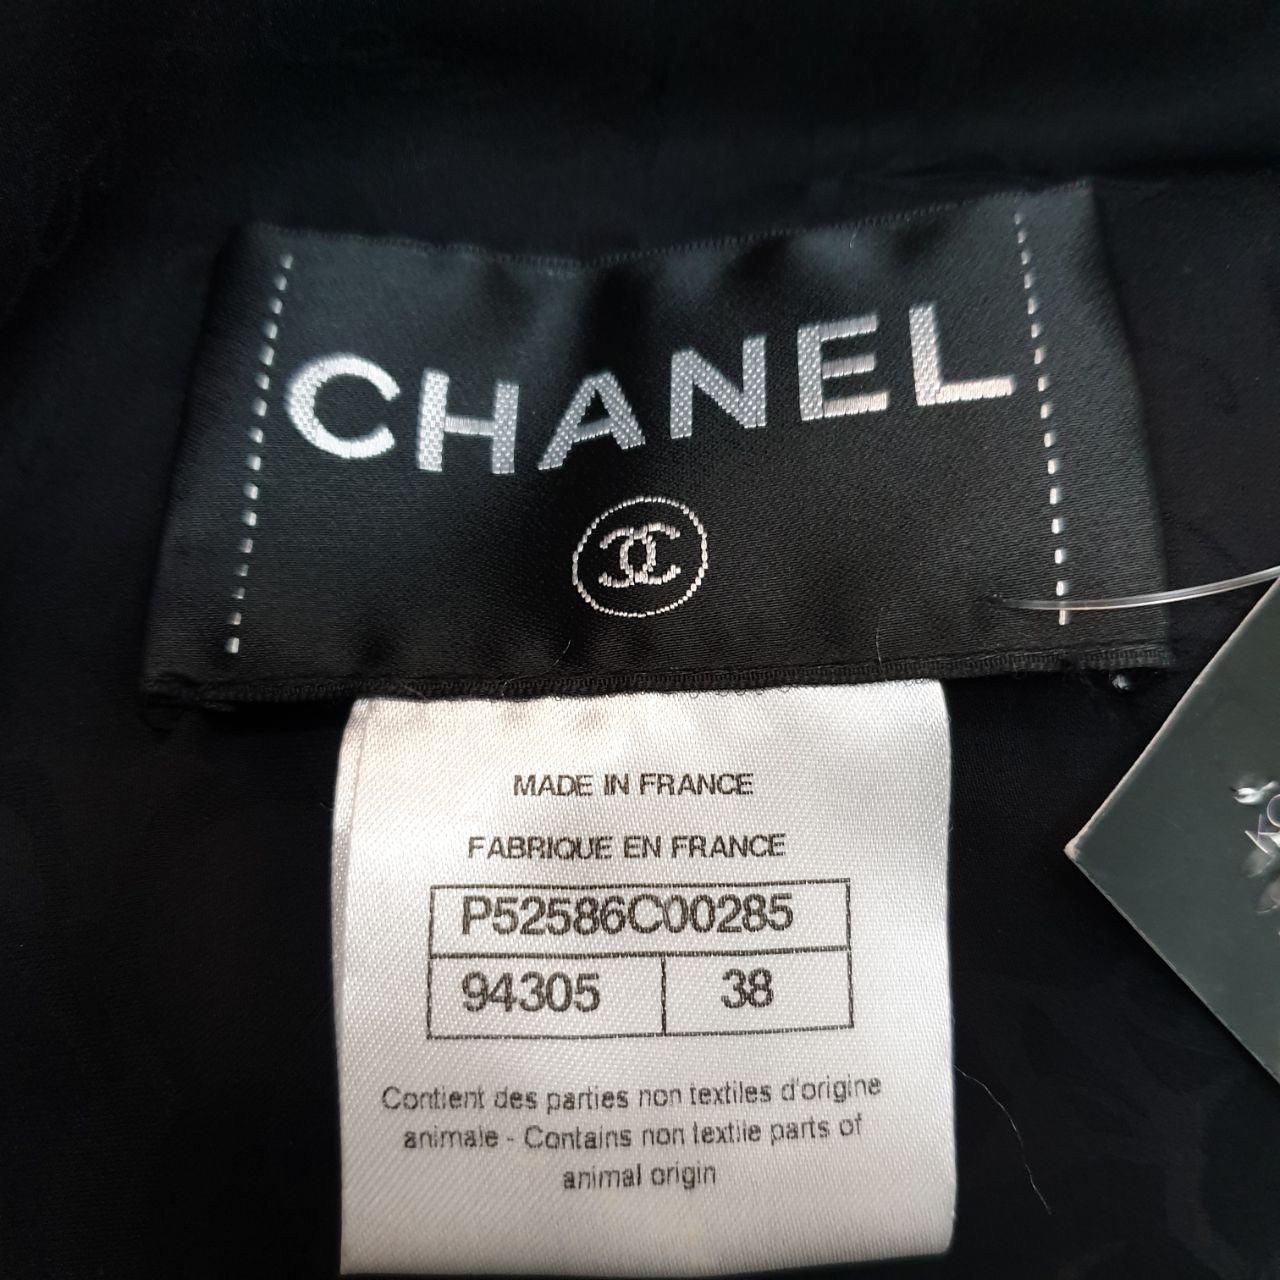 CHANEL
MADE IN FRANCE
FABRIQUE EN FRANCE
P52586C00285
94305 38
Contient des parties non textiles d'origine
animale - Contains non textile parts of
animal origin